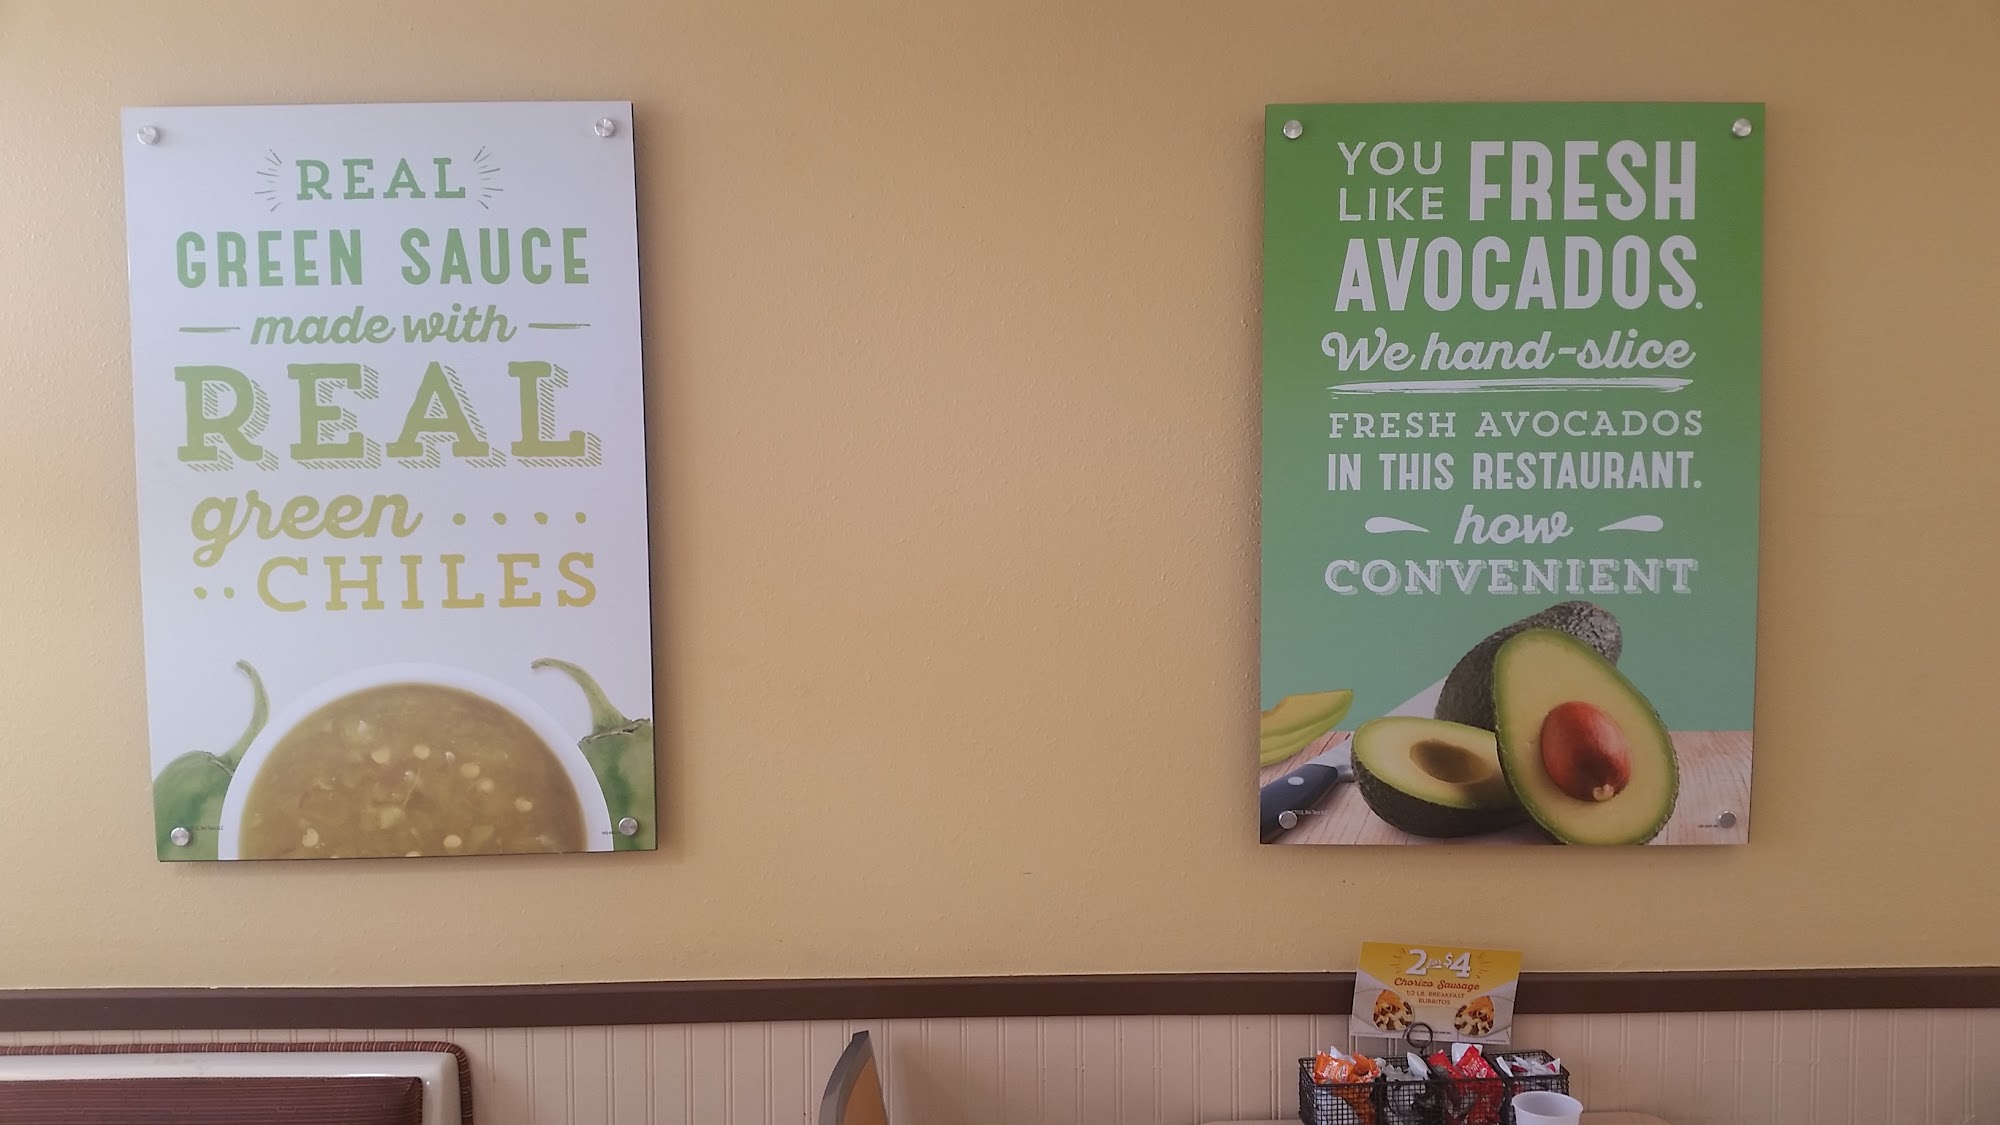 REAL
GREEN SAUCE
made with
REAL
green ....
.. CHILES
YOU
LIKE FRESH
AVOCADOS.
We hand-slice
FRESH AVOCADOS
IN THIS RESTAURANT.
how
CONVENIENT
2 for $4
Chorizo Sausage
1/2 LB. BREAKFAST
BURRITOS